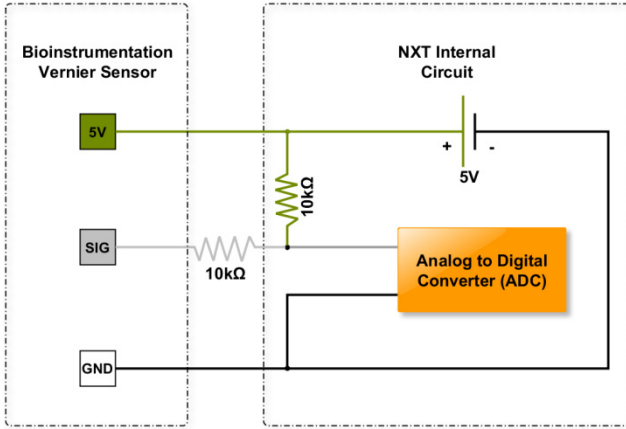 Bioinstrumentation
Vernier Sensor
NXT Internal
Circuit
5V
+
-
5V
10kΩ
SIG
10kΩ
Analog to Digital
Converter (ADC)
GND